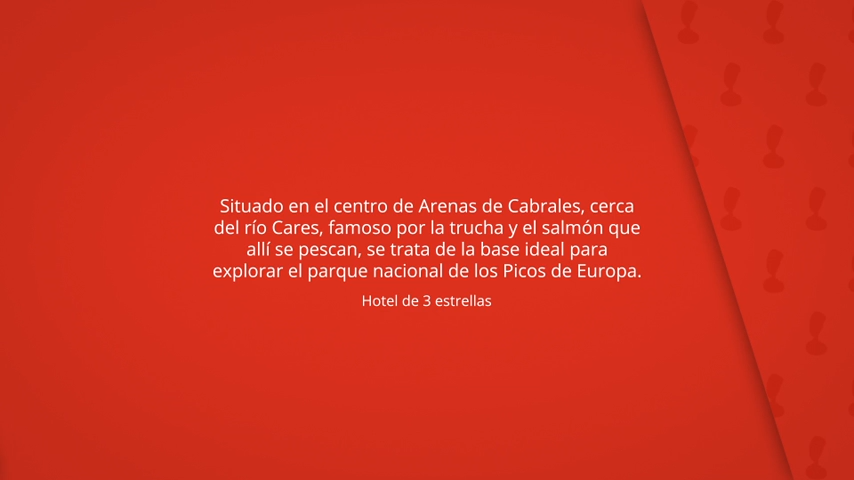 Situado en el centro de Arenas de Cabrales, cerca
del río Cares, famoso por la trucha y el salmón que
allí se pescan, se trata de la base ideal para
explorar el parque nacional de los Picos de Europa.
Hotel de 3 estrellas